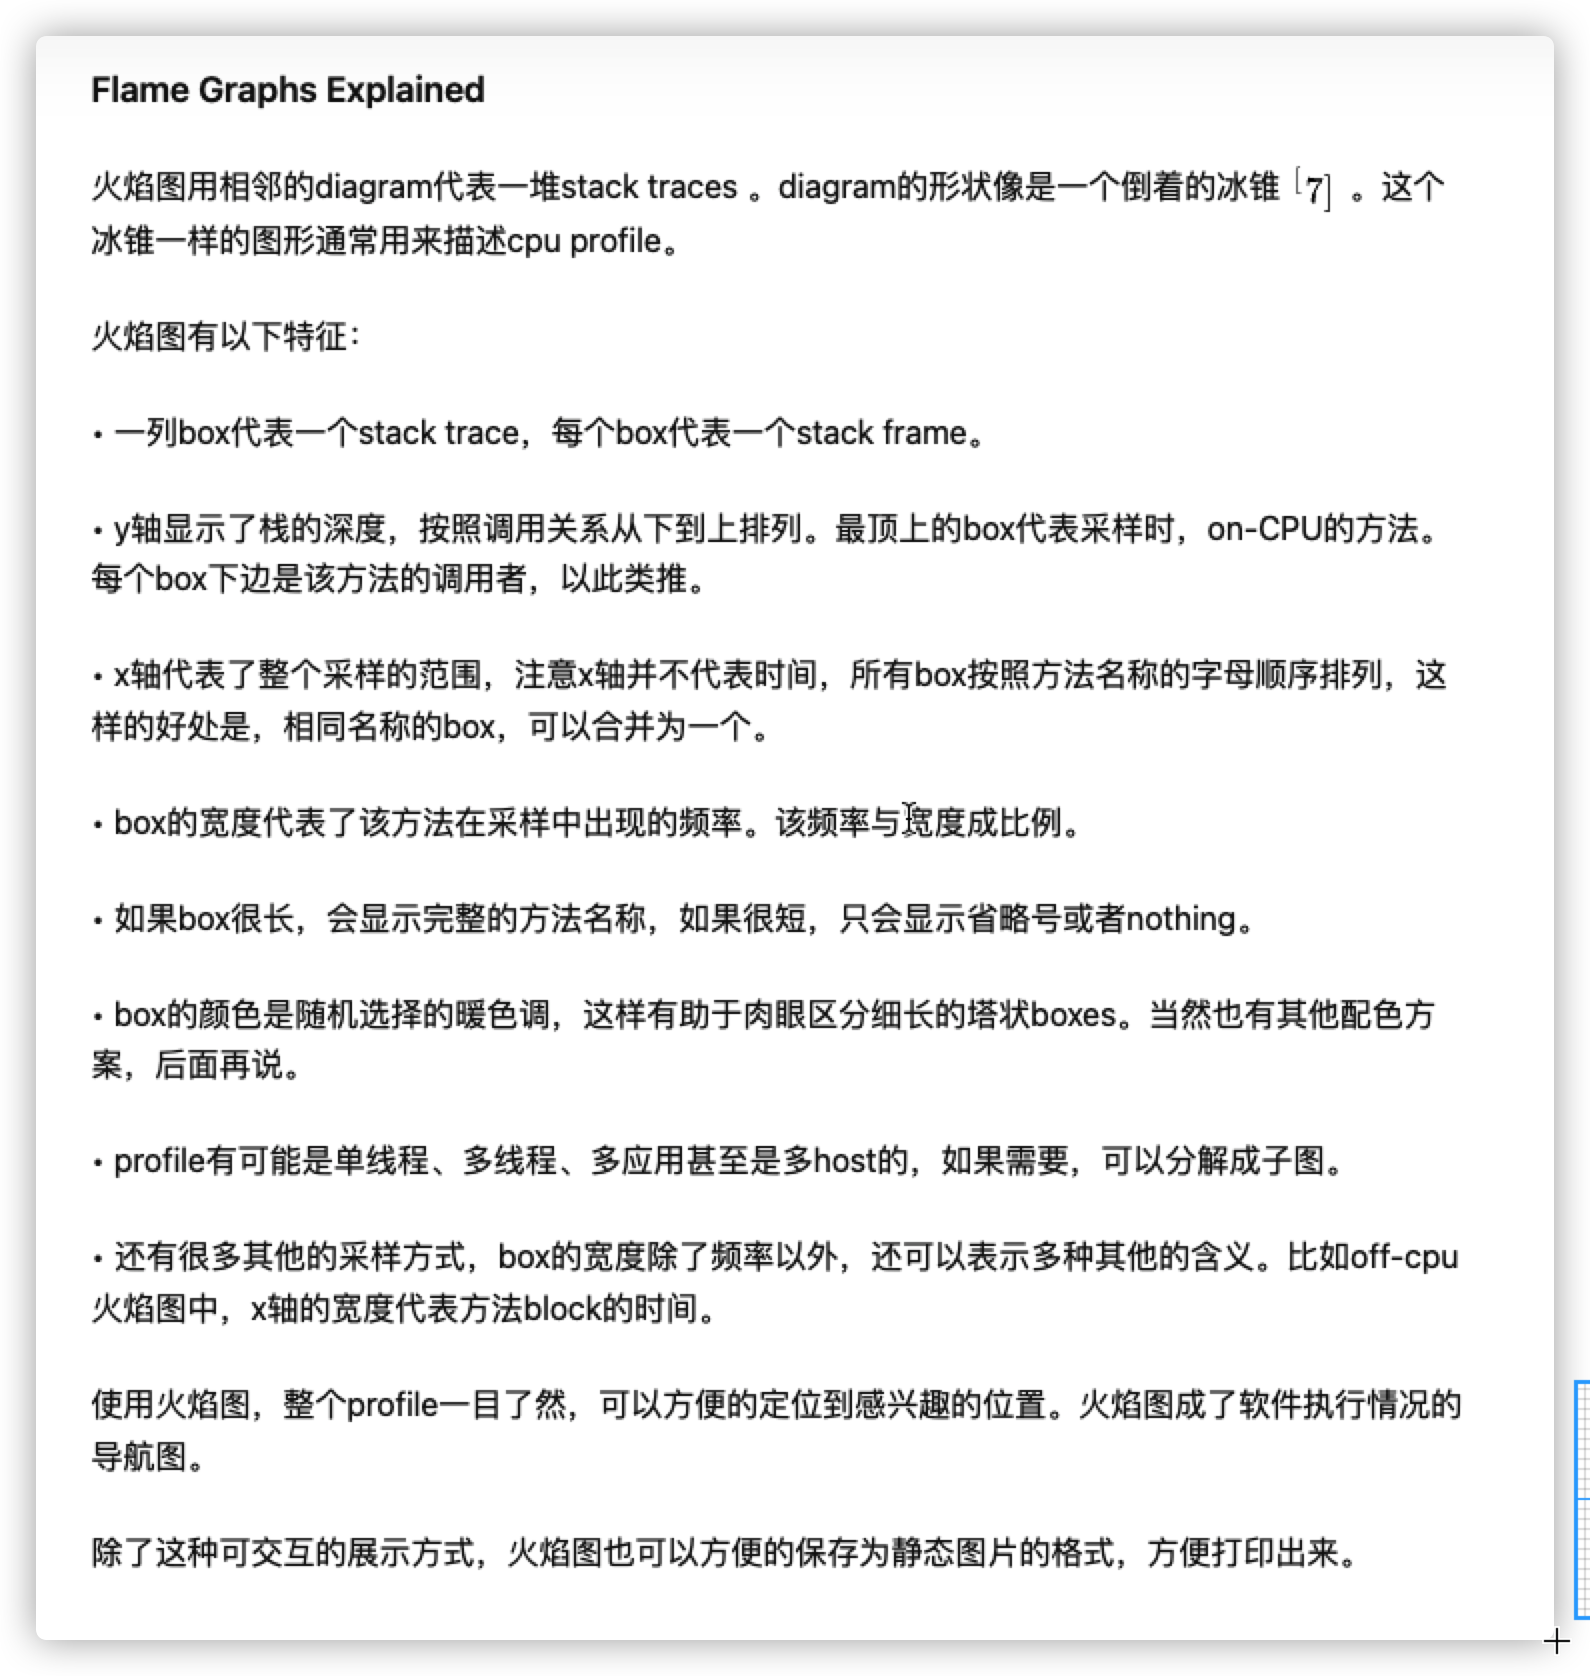 Flame Graphs Explained
火焰图用相邻的diagram代表一堆stack traces 。diagram的形状像是一个倒着的冰锥 [7] 。这个
冰锥一样的图形通常用来描述cpu profile。
火焰图有以下特征：
• 一列box代表一个stack trace，每个box代表一个stack frame。
• y轴显示了栈的深度，按照调用关系从下到上排列。最顶上的box代表采样时，on-CPU的方法。
每个box下边是该方法的调用者，以此类推。
• x轴代表了整个采样的范围，注意x轴并不代表时间，所有box按照方法名称的字母顺序排列，这
样的好处是，相同名称的box，可以合并为一个。
• box的宽度代表了该方法在采样中出现的频率。该频率与宽度成比例。
• 如果box很长，会显示完整的方法名称，如果很短，只会显示省略号或者nothing。
• box的颜色是随机选择的暖色调，这样有助于肉眼区分细长的塔状boxes。当然也有其他配色方
案，后面再说。
• profile有可能是单线程、多线程、多应用甚至是多host的，如果需要，可以分解成子图。
• 还有很多其他的采样方式，box的宽度除了频率以外，还可以表示多种其他的含义。比如off-cpu
火焰图中，x轴的宽度代表方法block的时间。
使用火焰图，整个profile一目了然，可以方便的定位到感兴趣的位置。火焰图成了软件执行情况的
导航图。
除了这种可交互的展示方式，火焰图也可以方便的保存为静态图片的格式，方便打印出来。